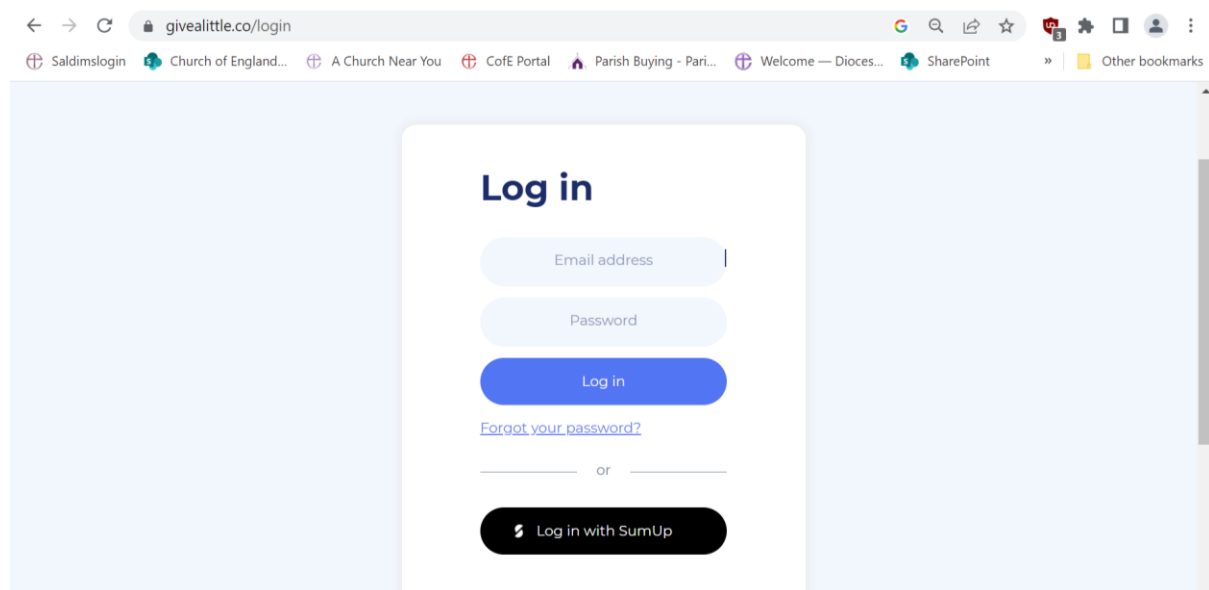 givealittle.co/login
3
Saldimslogin Church of England... A Church Near You CofE Portal Parish Buying - Pari... Welcome — Dioces... SharePoint » Other bookmarks
Log in
Email address
Password
Log in
Forgot your password?
or
Log in with SumUp